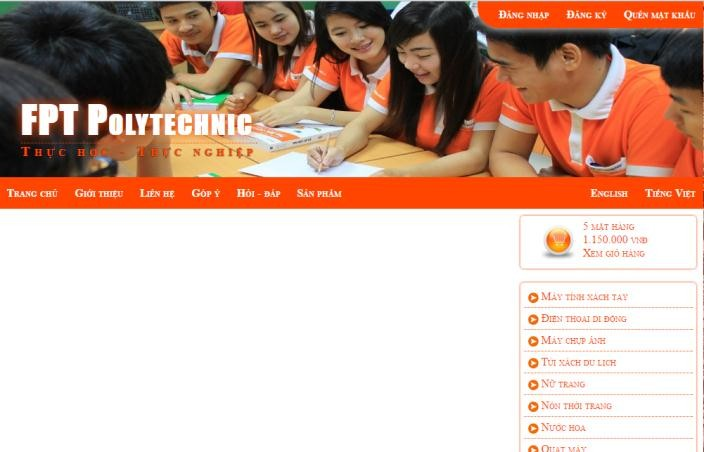 Đăng nhập Đăng ký Quên mật khẩu
FPT Polytechnic
Thực học - Thực nghiệp
Trang chủ Giới thiệu Liên hệ Góp ý Hỏi - đáp Sản phẩm English Tiếng Việt
5 mặt hàng
1.150.000 vnđ
Xem giỏ hàng
Máy tính xách tay
Điện thoại di động
Máy chụp ảnh
Túi xách du lịch
Nữ trang
Nón thời trang
Nước hoa
Quạt máy